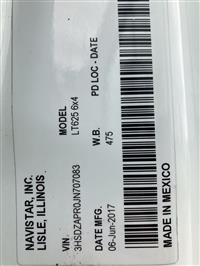 NAVISTAR, INC.
LISLE, ILLINOIS
MODEL
LT625 6x4
PD LOC - DATE
VIN
3HSDZAPR0JN707083
W.B.
475
DATE MFG.
06-Jun-2017
MADE IN MEXICO